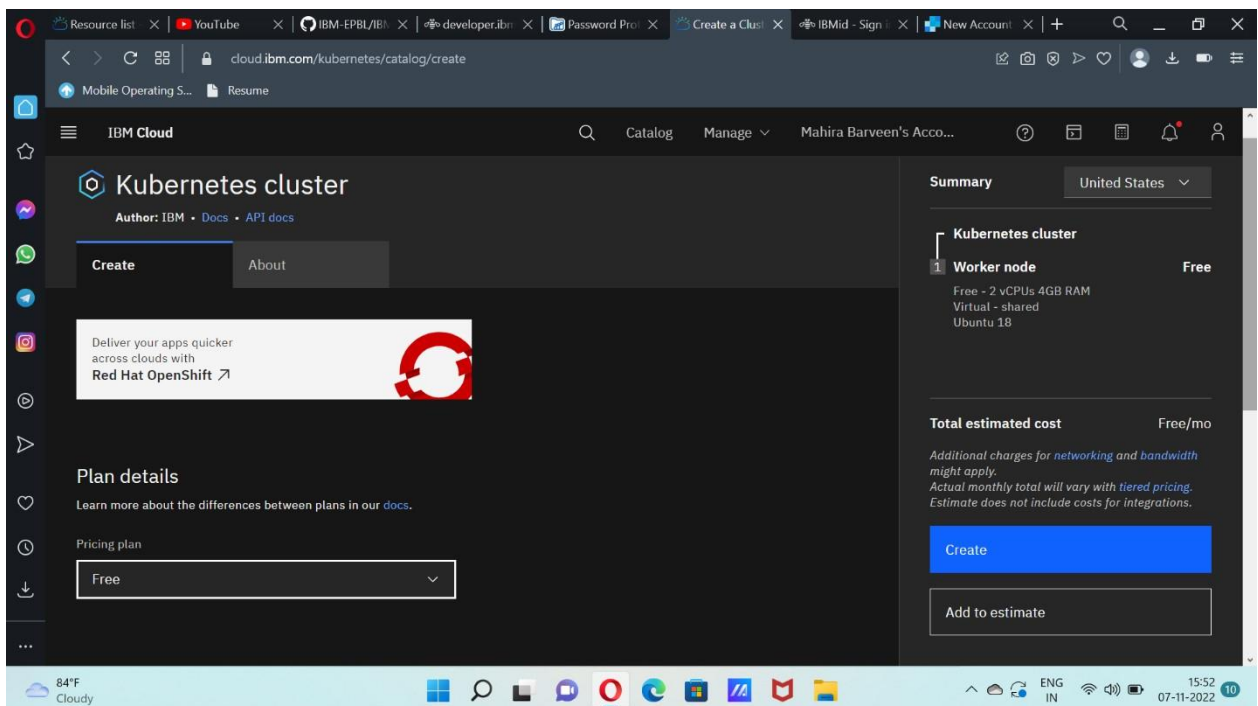 Resource list
YouTube
IBM-EPBL/IBN
developer.ibm
Password Prot
Create a Clust
IBMid - Sign i
New Account
cloud.ibm.com/kubernetes/catalog/create
Mobile Operating S...
Resume
IBM Cloud
Catalog
Manage
Mahira Barveen's Acco...
Kubernetes cluster
Author: IBM • Docs • API docs
Create
About
Deliver your apps quicker
across clouds with
Red Hat OpenShift
Plan details
Learn more about the differences between plans in our docs.
Pricing plan
Free
Summary
United States
Kubernetes cluster
1 Worker node Free
Free - 2 vCPUs 4GB RAM
Virtual - shared
Ubuntu 18
Total estimated cost Free/mo
Additional charges for networking and bandwidth
might apply.
Actual monthly total will vary with tiered pricing.
Estimate does not include costs for integrations.
Create
Add to estimate
84°F
Cloudy
ENG
IN
15:52
07-11-2022
10